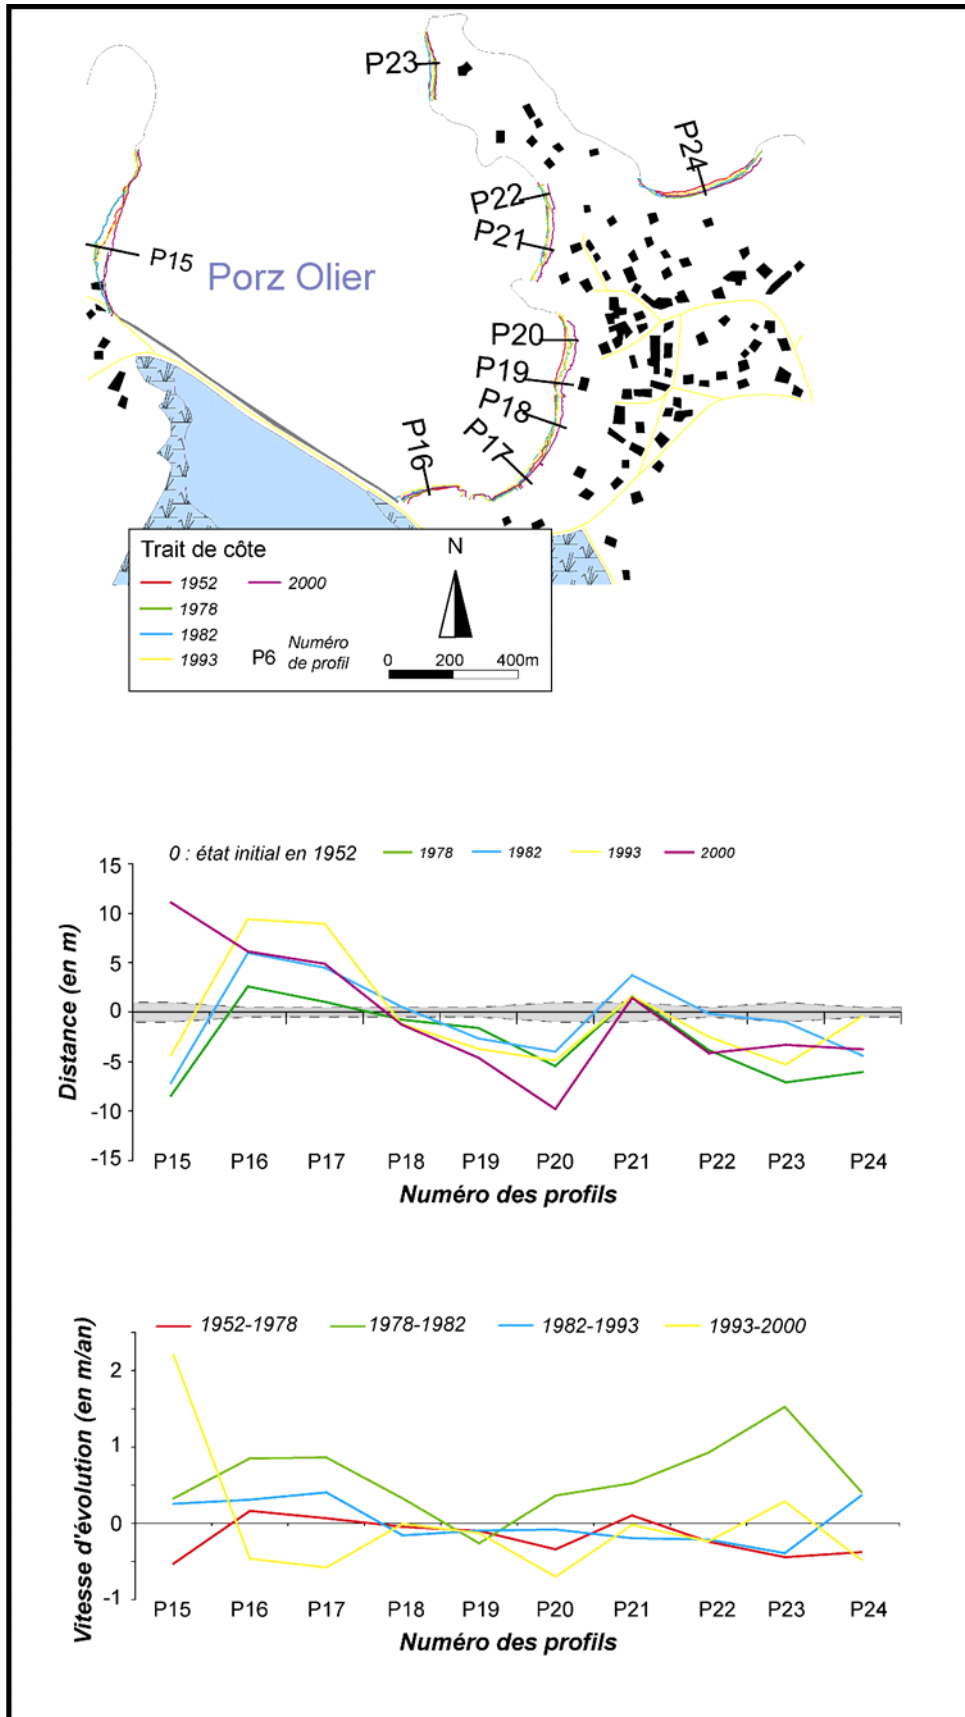 P23
P24
P22
P21
P15
Porz Olier
P20
P19
P18
P17
P16
Trait de côte
N
1952
2000
1978
1982
1993
P6
Numéro
de profil
0 200 400m
0 : état initial en 1952
1978
1982
1993
2000
Distance (en m)
15
10
5
0
-5
-10
-15
P15 P16 P17 P18 P19 P20 P21 P22 P23 P24
Numéro des profils
1952-1978
1978-1982
1982-1993
1993-2000
Vitesse d'évolution (en m/an)
2
1
0
-1
P15 P16 P17 P18 P19 P20 P21 P22 P23 P24
Numéro des profils